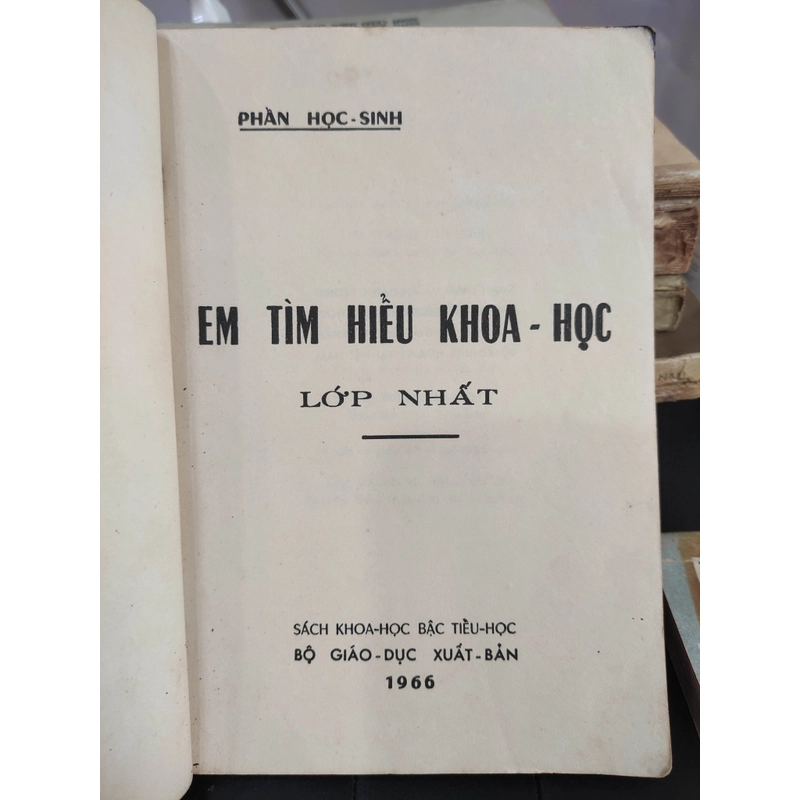 PHẦN HỌC-SINH
EM TÌM HIỂU KHOA-HỌC
LỚP NHẤT
SÁCH KHOA-HỌC BẬC TIỀU-HỌC
BỘ GIÁO-DỤC XUẤT-BẢN
1966